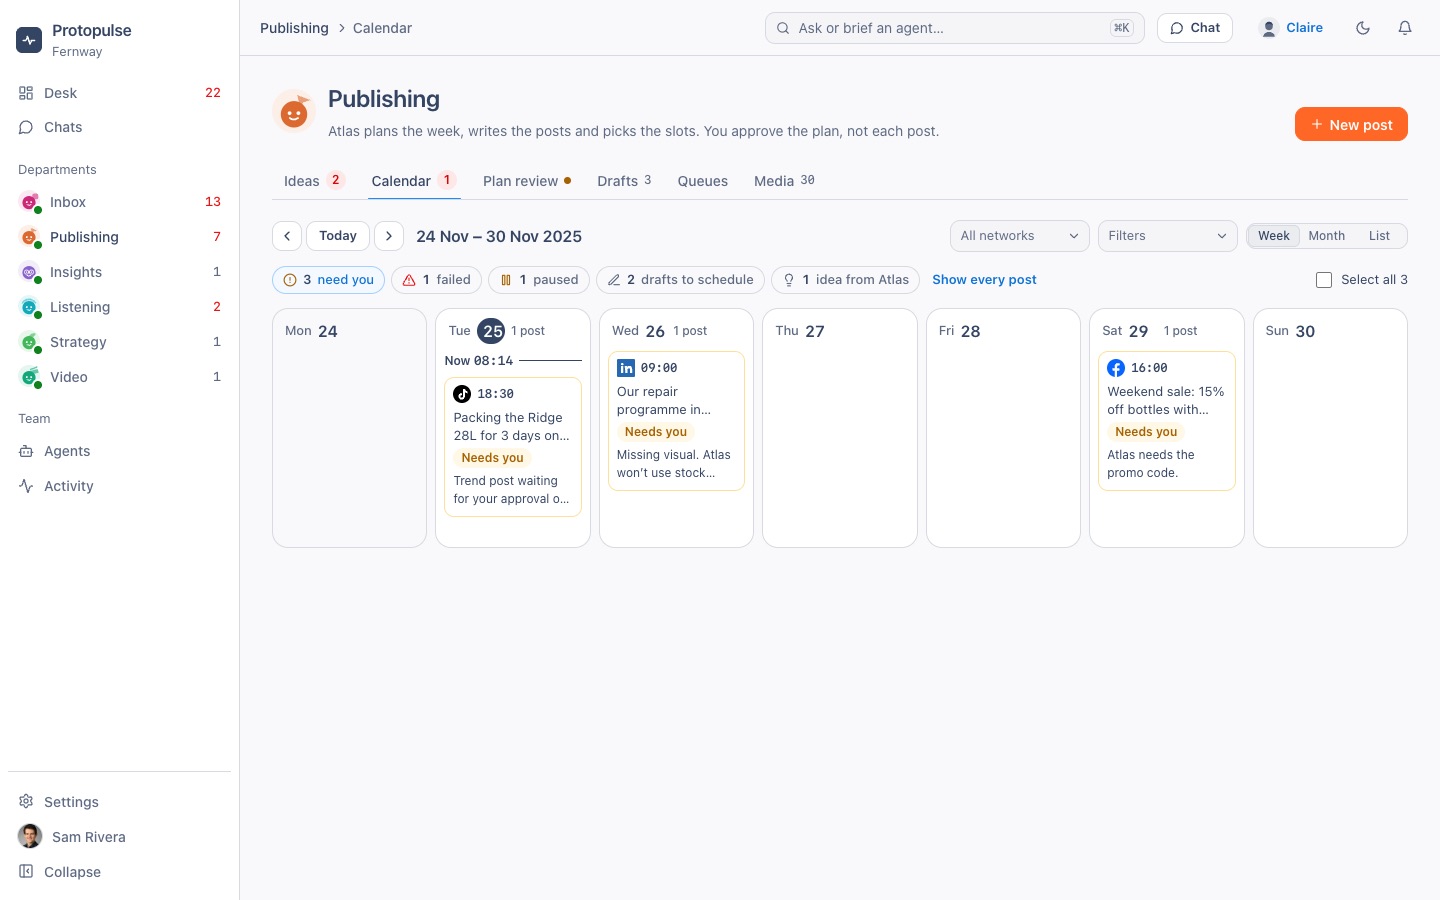 Protopulse
Fernway
Desk 22
Chats
Departments
Inbox 13
Publishing 7
Insights 1
Listening 2
Strategy 1
Video 1
Team
Agents
Activity
Settings
Sam Rivera
Collapse
Publishing > Calendar
Ask or brief an agent… ⌘K
Chat
Claire
Publishing
Atlas plans the week, writes the posts and picks the slots. You approve the plan, not each post.
+ New post
Ideas 2 Calendar 1 Plan review Drafts 3 Queues Media 30
Today 24 Nov – 30 Nov 2025
All networks Filters Week Month List
3 need you 1 failed 1 paused 2 drafts to schedule 1 idea from Atlas Show every post Select all 3
Mon 24
Tue 25 1 post
Now 08:14
18:30
Packing the Ridge
28L for 3 days on…
Needs you
Trend post waiting
for your approval o…
Wed 26 1 post
in 09:00
Our repair
programme in…
Needs you
Missing visual. Atlas
won't use stock…
Thu 27
Fri 28
Sat 29 1 post
16:00
Weekend sale: 15%
off bottles with…
Needs you
Atlas needs the
promo code.
Sun 30